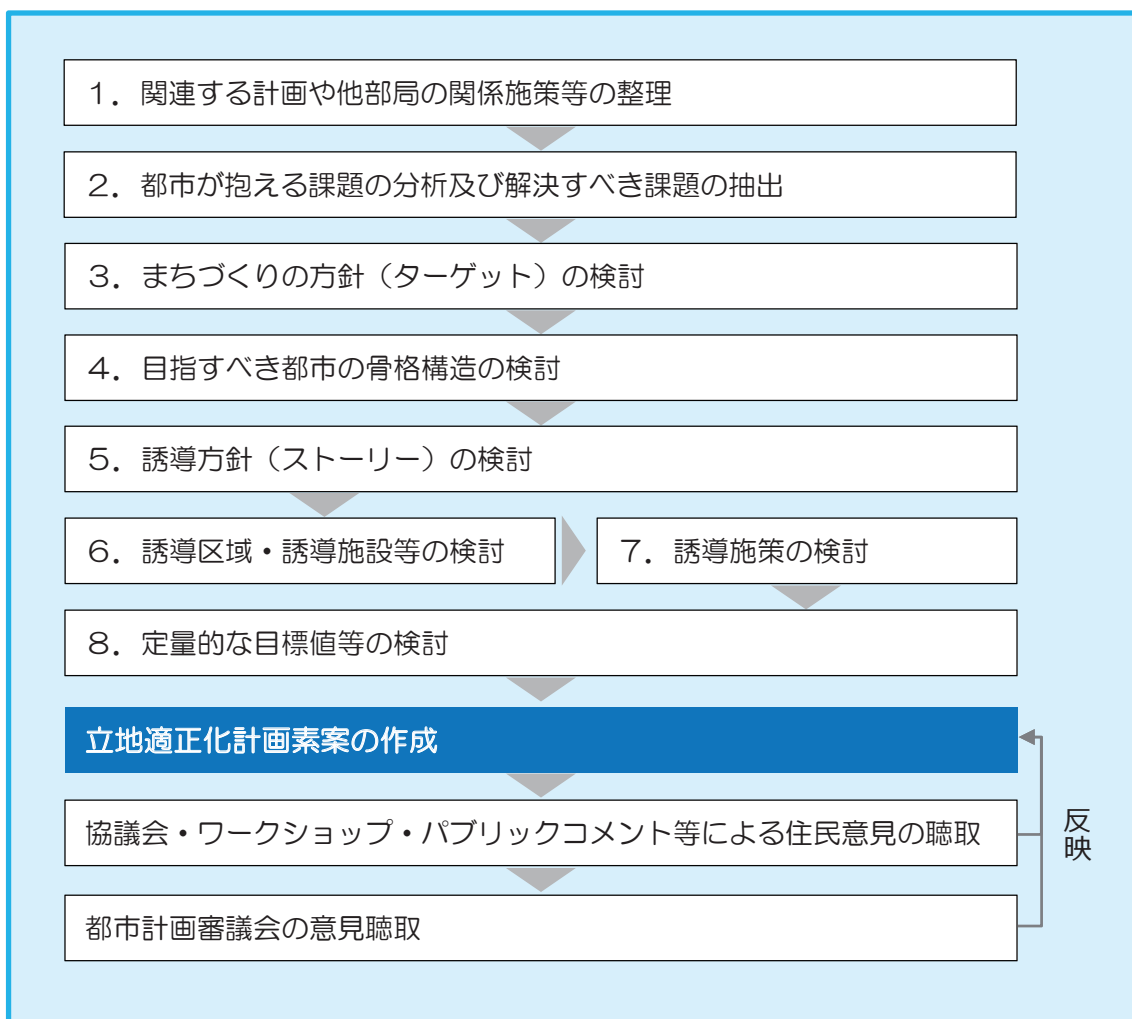 １．関連する計画や他部局の関係施策等の整理
２．都市が抱える課題の分析及び解決すべき課題の抽出
３．まちづくりの方針（ターゲット）の検討
４．目指すべき都市の骨格構造の検討
５．誘導方針（ストーリー）の検討
６．誘導区域・誘導施設等の検討
７．誘導施策の検討
８．定量的な目標値等の検討
立地適正化計画素案の作成
協議会・ワークショップ・パブリックコメント等による住民意見の聴取
都市計画審議会の意見聴取
反映